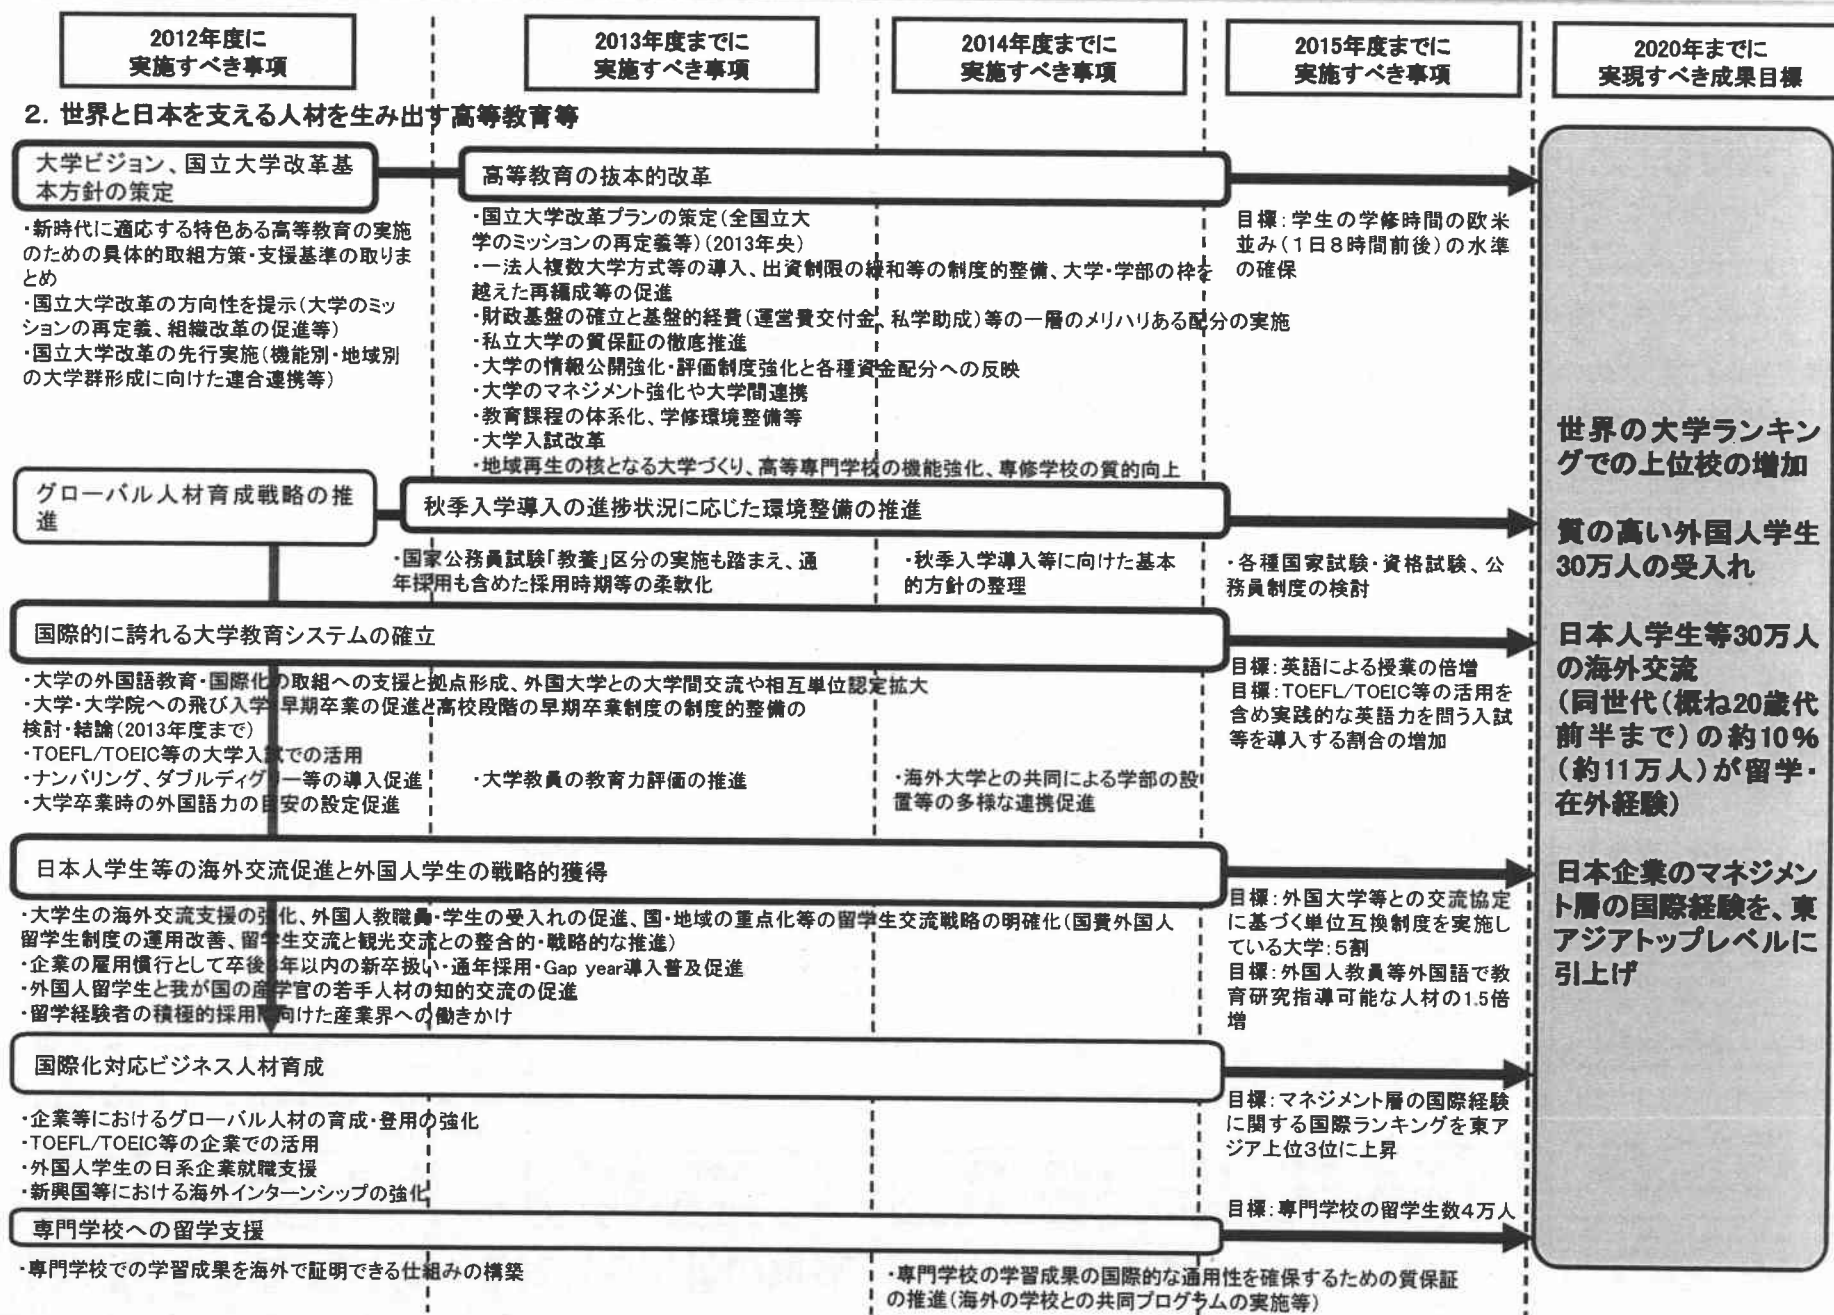 2012年度に
実施すべき事項
2013年度までに
実施すべき事項
2014年度までに
実施すべき事項
2015年度までに
実施すべき事項
2020年までに
実現すべき成果目標
2. 世界と日本を支える人材を生み出す高等教育等
大学ビジョン、国立大学改革基
本方針の策定
・新時代に適応する特色ある高等教育の実施
のための具体的取組方策・支援基準の取りま
とめ
・国立大学改革の方向性を提示(大学のミッ
ションの再定義、組織改革の促進等)
・国立大学改革の先行実施(機能別・地域別
の大学群形成に向けた連合連携等)
高等教育の抜本的改革
・国立大学改革プランの策定(全国立大
学のミッションの再定義等)(2013年央)
・一法人複数大学方式等の導入、出資制限の緩和等の制度的整備、大学・学部の枠を
越えた再編成等の促進
・財政基盤の確立と基盤的経費(運営費交付金、私学助成)等の一層のメリハリある配分の実施
・私立大学の質保証の徹底推進
・大学の情報公開強化・評価制度強化と各種資金配分への反映
・大学のマネジメント強化や大学間連携
・教育課程の体系化、学修環境整備等
・大学入試改革
・地域再生の核となる大学づくり、高等専門学校の機能強化、専修学校の質的向上
目標:学生の学修時間の欧米
並み(1日8時間前後)の水準
の確保
グローバル人材育成戦略の推
進
秋季入学導入の進捗状況に応じた環境整備の推進
・国家公務員試験「教養」区分の実施も踏まえ、通
年採用も含めた採用時期等の柔軟化
・秋季入学導入等に向けた基本
的方針の整理
・各種国家試験・資格試験、公
務員制度の検討
国際的に誇れる大学教育システムの確立
・大学の外国語教育・国際化の取組への支援と拠点形成、外国大学との大学間交流や相互単位認定拡大
・大学・大学院への飛び入学・早期卒業の促進と高校段階の早期卒業制度の制度的整備の
検討・結論(2013年度まで)
・TOEFL/TOEIC等の大学入試での活用
・ナンバリング、ダブルディグリー等の導入促進
・大学卒業時の外国語力の目安の設定促進
・大学教員の教育力評価の推進
・海外大学との共同による学部の設
置等の多様な連携促進
目標:英語による授業の倍増
目標:TOEFL/TOEIC等の活用を
含め実践的な英語力を問う入試
等を導入する割合の増加
日本人学生等の海外交流促進と外国人学生の戦略的獲得
・大学生の海外交流支援の強化、外国人教職員・学生の受入れの促進、国・地域の重点化等の留学生交流戦略の明確化(国費外国人
留学生制度の運用改善、留学生交流と観光交流との整合的・戦略的な推進)
・企業の雇用慣行として卒後3年以内の新卒扱い・通年採用・Gap year導入普及促進
・外国人留学生と我が国の産学官の若手人材の知的交流の促進
・留学経験者の積極的採用に向けた産業界への働きかけ
目標:外国大学等との交流協定
に基づく単位互換制度を実施し
ている大学:5割
目標:外国人教員等外国語で教
育研究指導可能な人材の1.5倍
増
国際化対応ビジネス人材育成
・企業等におけるグローバル人材の育成・登用の強化
・TOEFL/TOEIC等の企業での活用
・外国人学生の日系企業就職支援
・新興国等における海外インターンシップの強化
目標:マネジメント層の国際経験
に関する国際ランキングを東ア
ジア上位3位に上昇
専門学校への留学支援
・専門学校での学習成果を海外で証明できる仕組みの構築
・専門学校の学習成果の国際的な通用性を確保するための質保証
の推進(海外の学校との共同プログラムの実施等)
目標:専門学校の留学生数4万人
世界の大学ランキン
グでの上位校の増加
質の高い外国人学生
30万人の受入れ
日本人学生等30万人
の海外交流
(同世代(概ね20歳代
前半まで)の約10%
(約11万人)が留学・
在外経験)
日本企業のマネジメン
ト層の国際経験を、東
アジアトップレベルに
引上げ